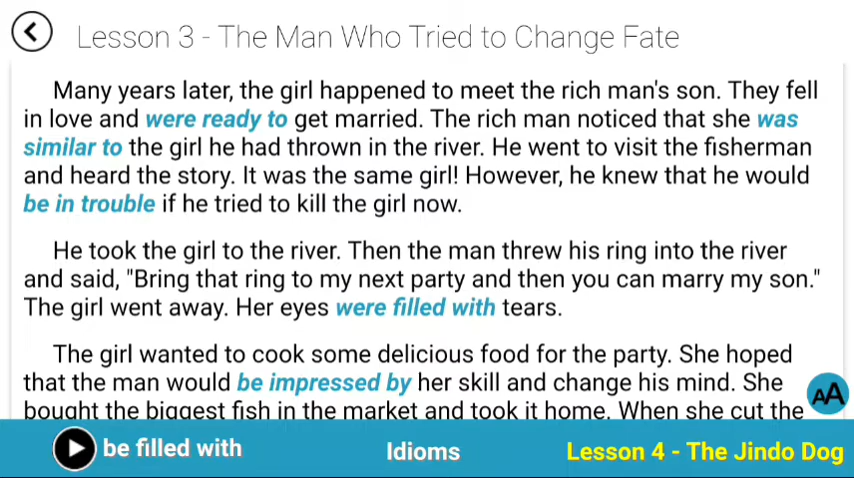 Lesson 3 - The Man Who Tried to Change Fate
Many years later, the girl happened to meet the rich man's son. They fell
in love and were ready to get married. The rich man noticed that she was
similar to the girl he had thrown in the river. He went to visit the fisherman
and heard the story. It was the same girl! However, he knew that he would
be in trouble if he tried to kill the girl now.
He took the girl to the river. Then the man threw his ring into the river
and said, "Bring that ring to my next party and then you can marry my son."
The girl went away. Her eyes were filled with tears.
The girl wanted to cook some delicious food for the party. She hoped
that the man would be impressed by her skill and change his mind. She
bought the biggest fish in the market and took it home. When she cut the
AA
be filled with
Idioms
Lesson 4 - The Jindo Dog